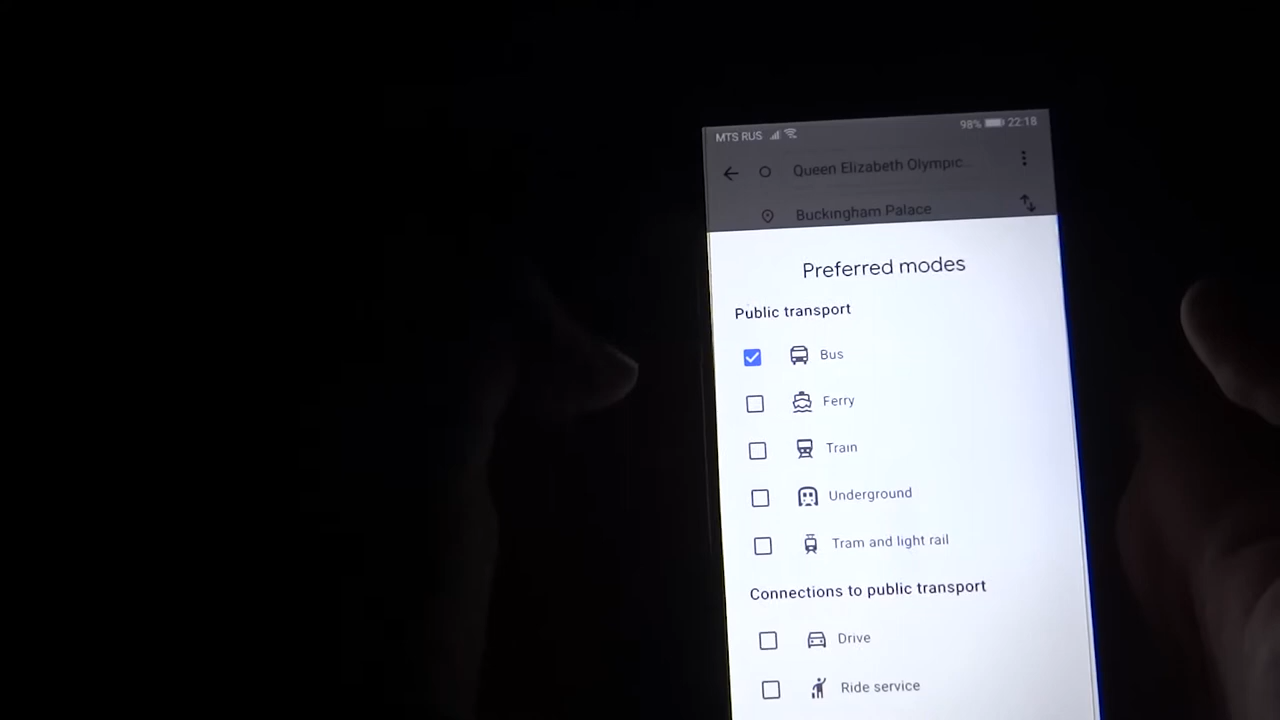 MTS RUS 98% 22:18
Queen Elizabeth Olympic...
Buckingham Palace
Preferred modes
Public transport
Bus
Ferry
Train
Underground
Tram and light rail
Connections to public transport
Drive
Ride service